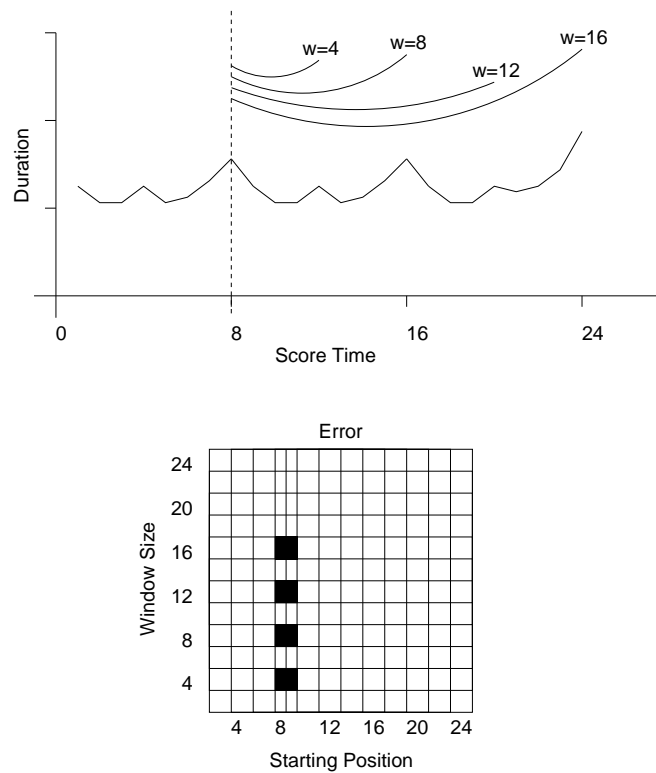 w=4 w=8 w=12 w=16
Duration
0 8 16 24
Score Time
Error
24
20
16
12
8
4
Window Size
4 8 12 16 20 24
Starting Position